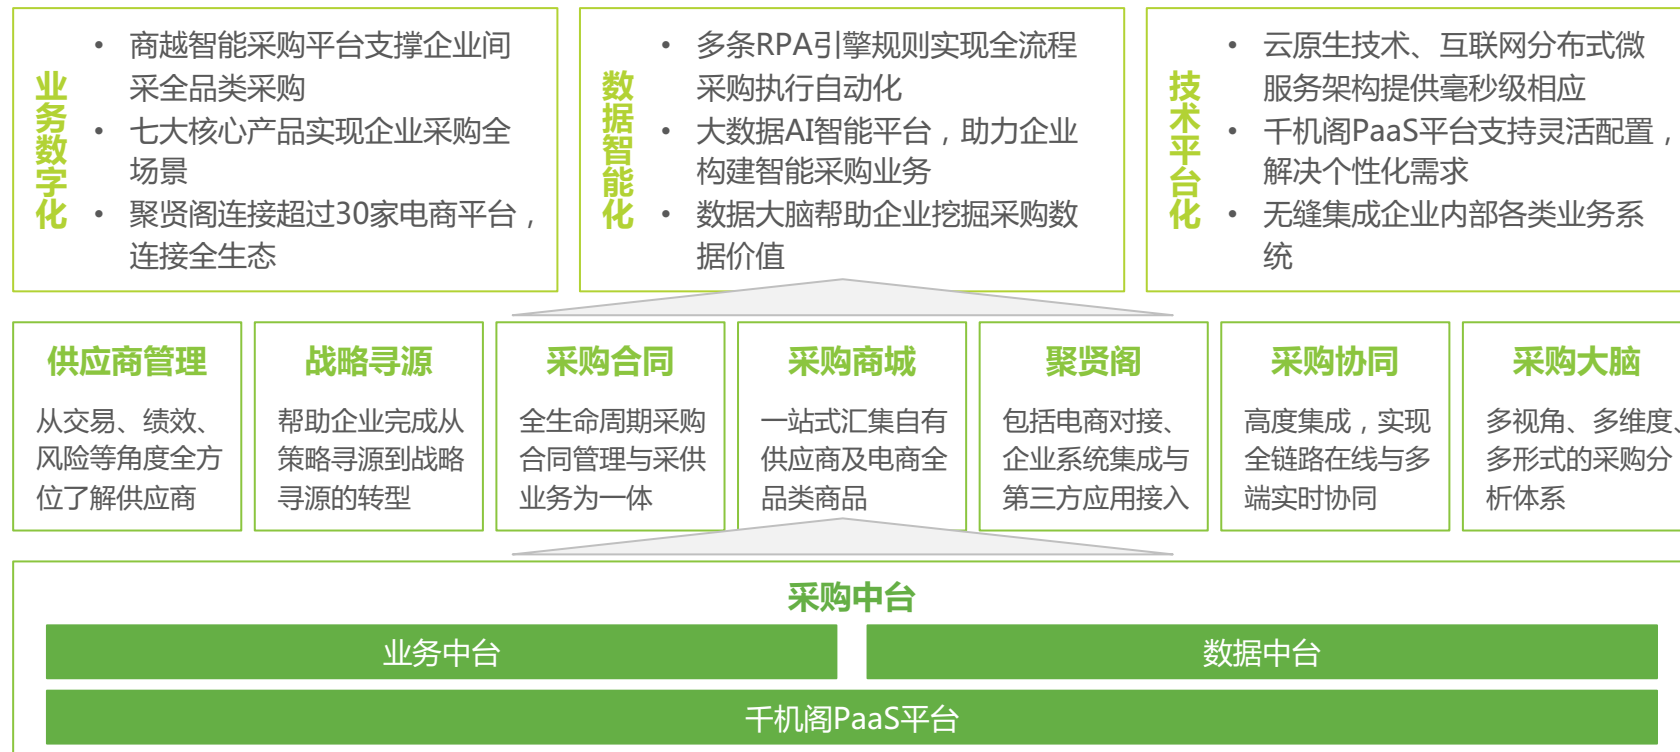 业务数字化
• 商越智能采购平台支撑企业间
采全品类采购
• 七大核心产品实现企业采购全
场景
• 聚贤阁连接超过30家电商平台，
连接全生态
数据智能化
• 多条RPA引擎规则实现全流程
采购执行自动化
• 大数据AI智能平台，助力企业
构建智能采购业务
• 数据大脑帮助企业挖掘采购数
据价值
技术平台化
• 云原生技术、互联网分布式微
服务架构提供毫秒级相应
• 千机阁PaaS平台支持灵活配置，
解决个性化需求
• 无缝集成企业内部各类业务系
统
供应商管理
从交易、绩效、
风险等角度全方
位了解供应商
战略寻源
帮助企业完成从
策略寻源到战略
寻源的转型
采购合同
全生命周期采购
合同管理与采供
业务为一体
采购商城
一站式汇集自有
供应商及电商全
品类商品
聚贤阁
包括电商对接、
企业系统集成与
第三方应用接入
采购协同
高度集成，实现
全链路在线与多
端实时协同
采购大脑
多视角、多维度、
多形式的采购分
析体系
采购中台
业务中台
数据中台
千机阁PaaS平台